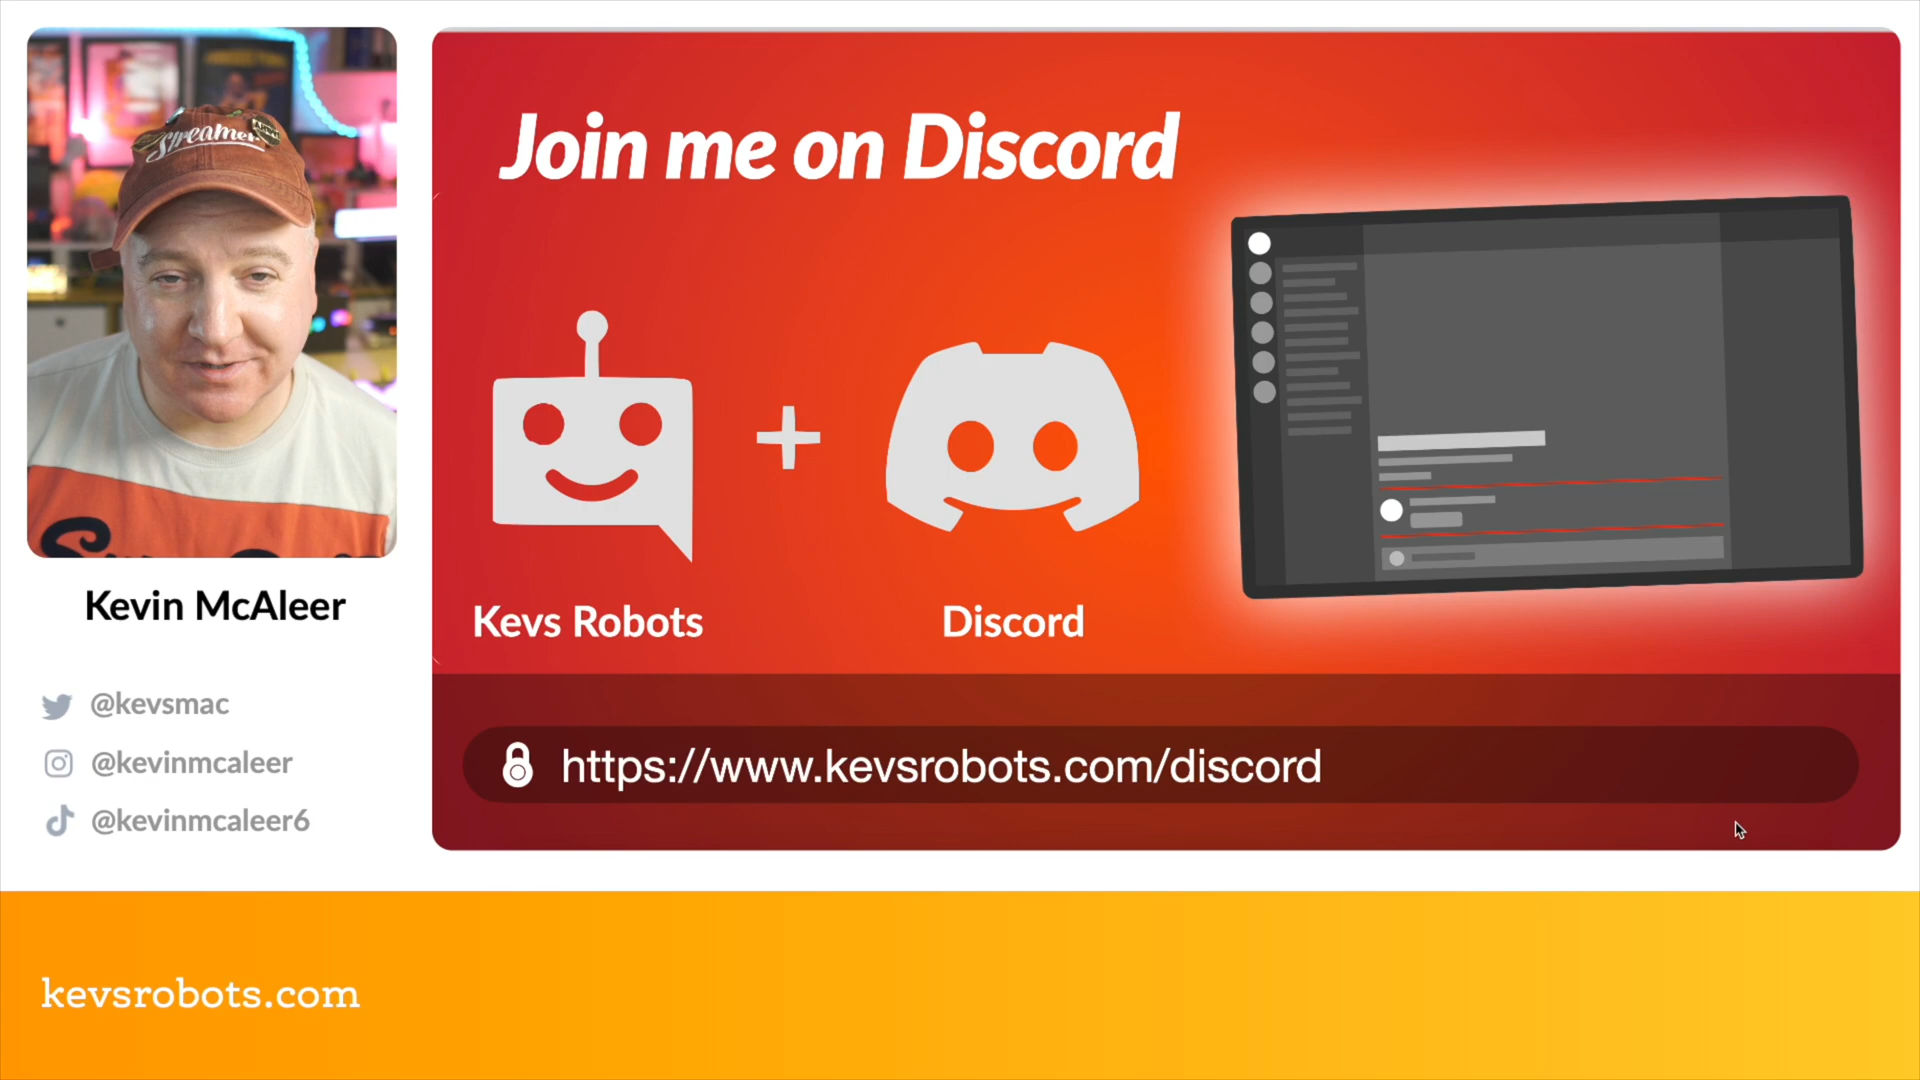 Streamer
Kevin McAleer
@kevsmac
@kevinmcaleer
@kevinmcaleer6
Join me on Discord
Kevs Robots
+
Discord
https://www.kevsrobots.com/discord
kevsrobots.com